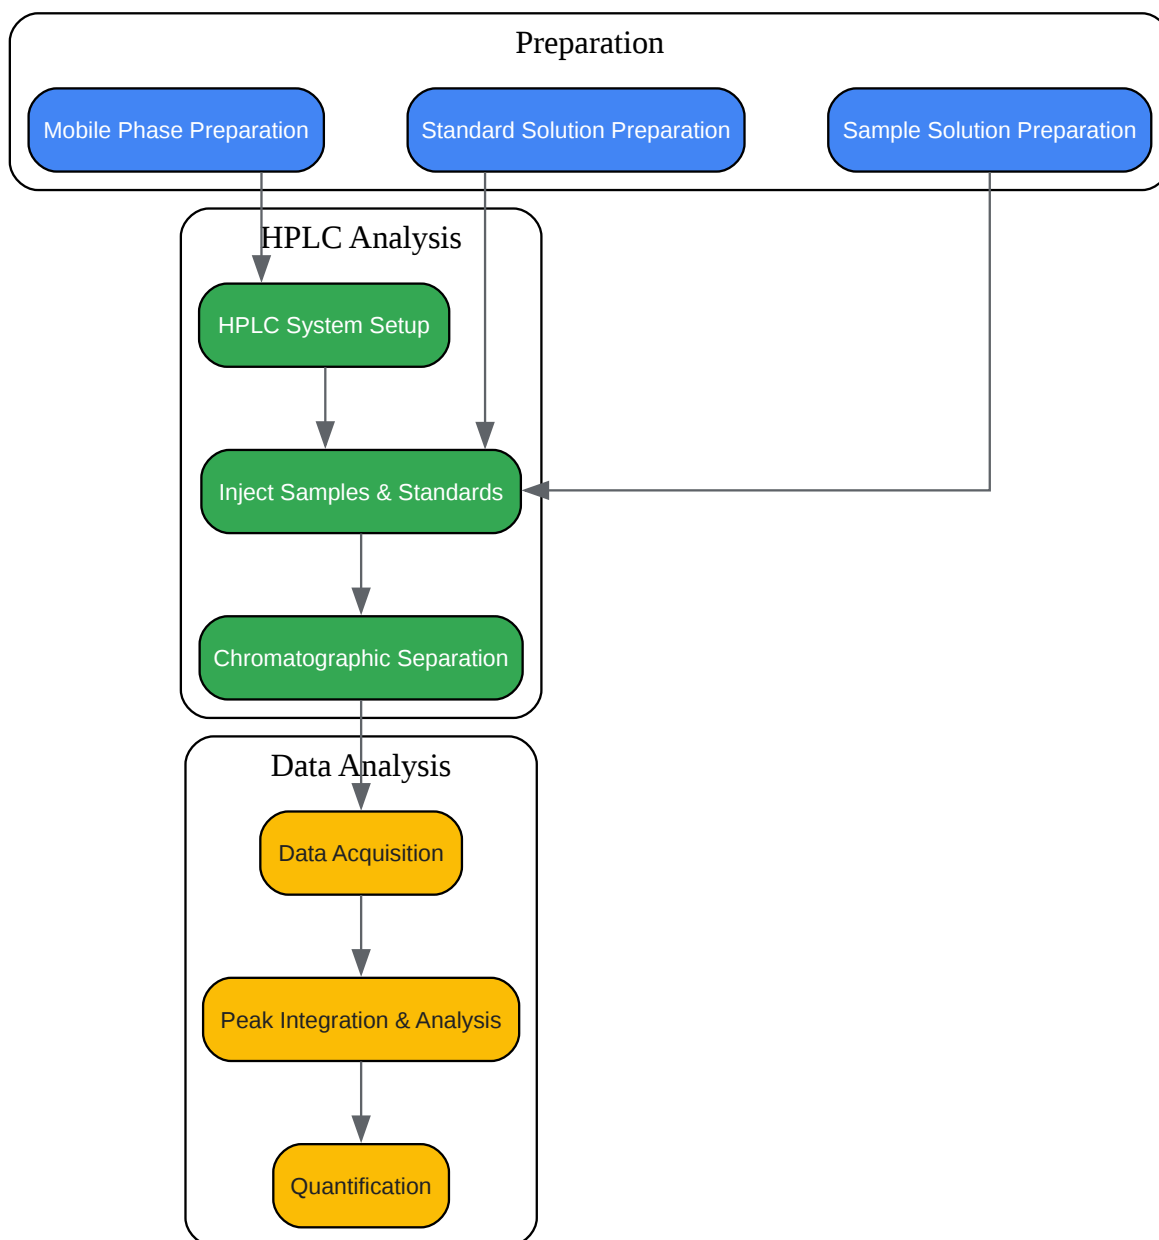 Preparation
Mobile Phase Preparation
Standard Solution Preparation
Sample Solution Preparation
HPLC Analysis
HPLC System Setup
Inject Samples & Standards
Chromatographic Separation
Data Analysis
Data Acquisition
Peak Integration & Analysis
Quantification